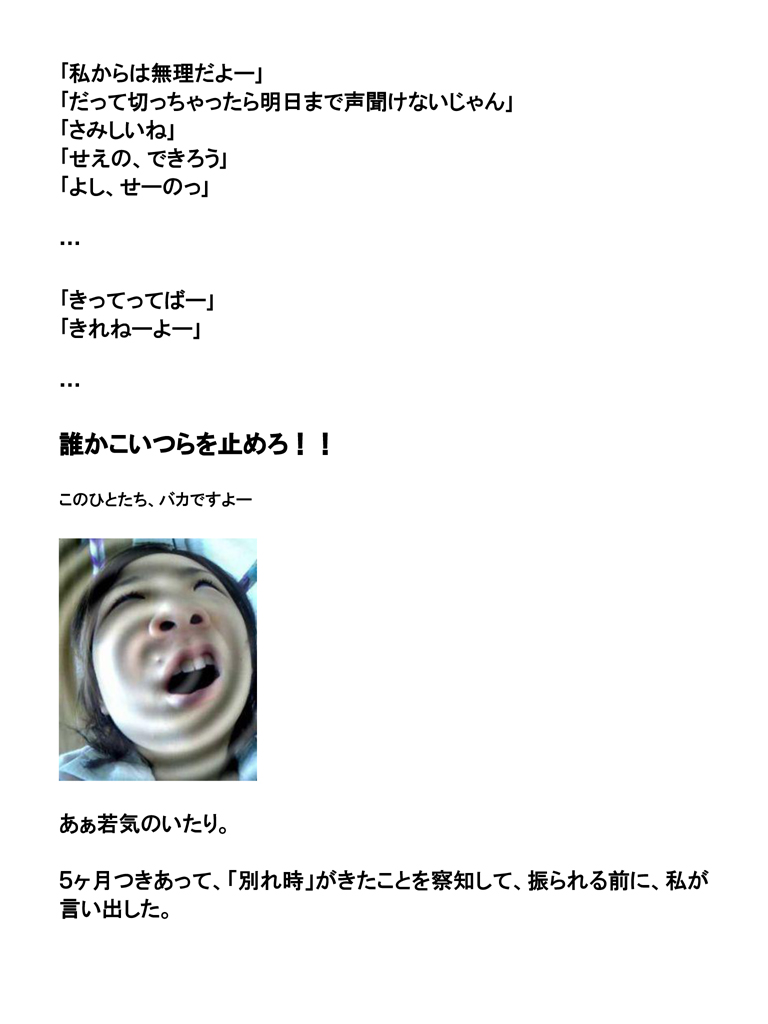 「私からは無理だよー」
「だって切っちゃったら明日まで声聞けないじゃん」
「さみしいね」
「せえの、できろう」
「よし、せーのっ」
…
「きってってばー」
「きれねーよー」
…
誰かこいつらを止めろ！！
このひとたち、バカですよー
あぁ若気のいたり。
5ヶ月つきあって、「別れ時」がきたことを察知して、振られる前に、私が
言い出した。